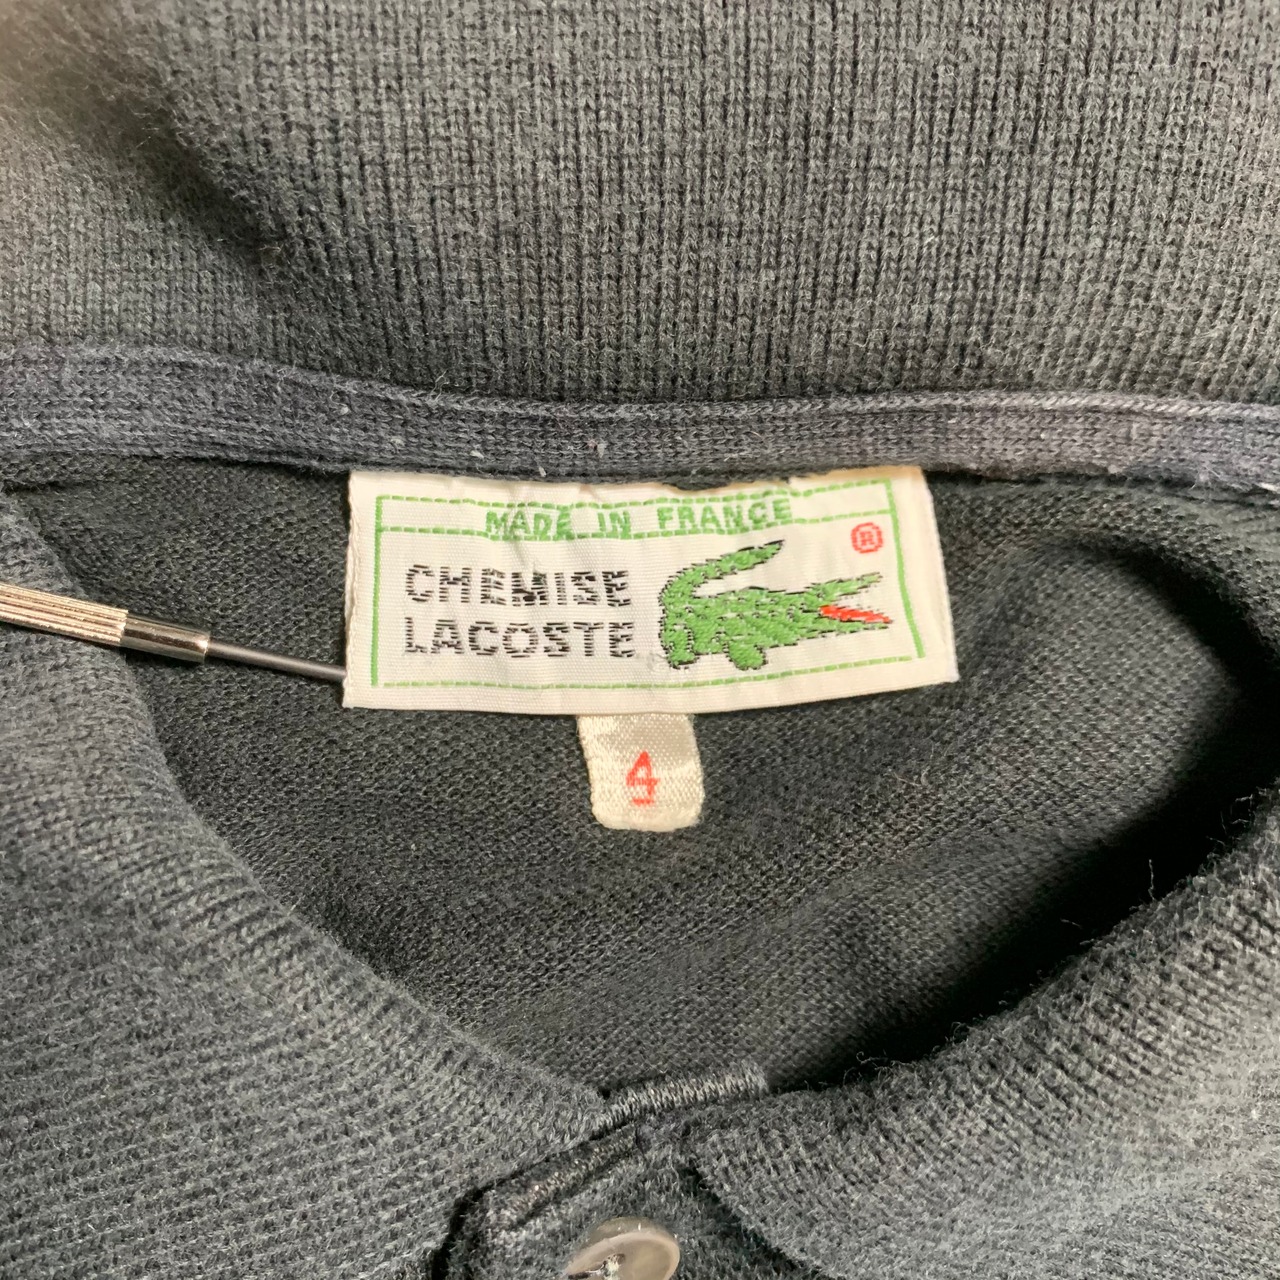 MADE IN FRANCE
®
CHEMISE
LACOSTE
4